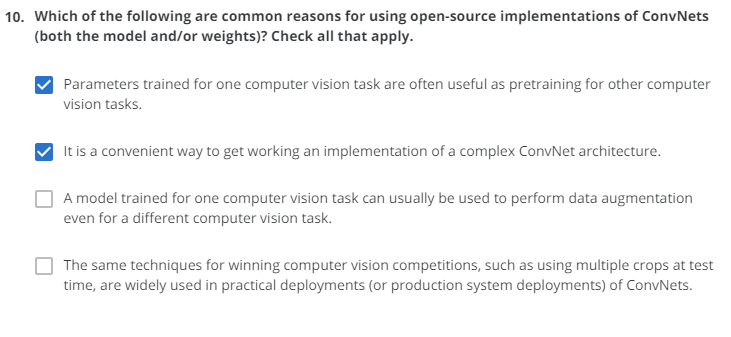 10. Which of the following are common reasons for using open-source implementations of ConvNets
(both the model and/or weights)? Check all that apply.
Parameters trained for one computer vision task are often useful as pretraining for other computer
vision tasks.
It is a convenient way to get working an implementation of a complex ConvNet architecture.
A model trained for one computer vision task can usually be used to perform data augmentation
even for a different computer vision task.
The same techniques for winning computer vision competitions, such as using multiple crops at test
time, are widely used in practical deployments (or production system deployments) of ConvNets.